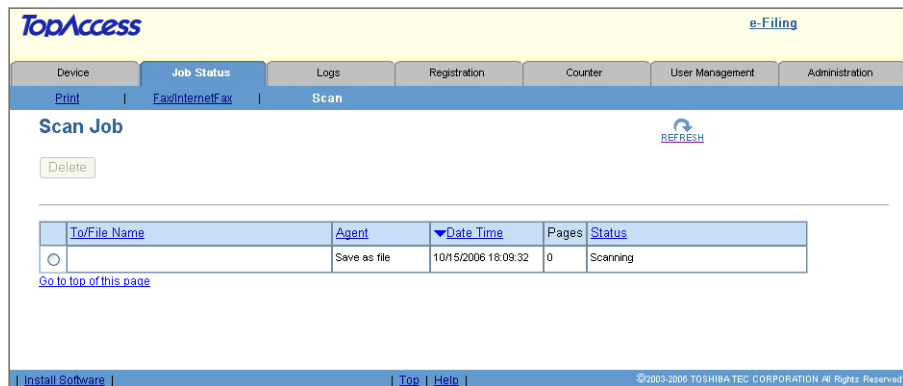 TopAccess e-Filing
Device Job Status Logs Registration Counter User Management Administration
Print | Fax/InternetFax | Scan
Scan Job
REFRESH
Delete
To/File Name Agent Date Time Pages Status
Save as file 10/15/2006 18:09:32 0 Scanning
Go to top of this page
| Install Software | | Top | Help | ©2003-2006 TOSHIBA TEC CORPORATION All Rights Reserved